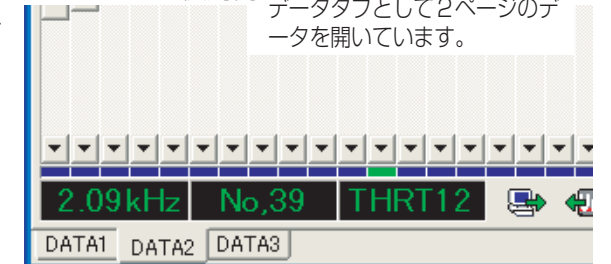 データタブとして２ページのデ
ータを開いています。
2.09kHz No,39 THRT12
DATA1 DATA2 DATA3